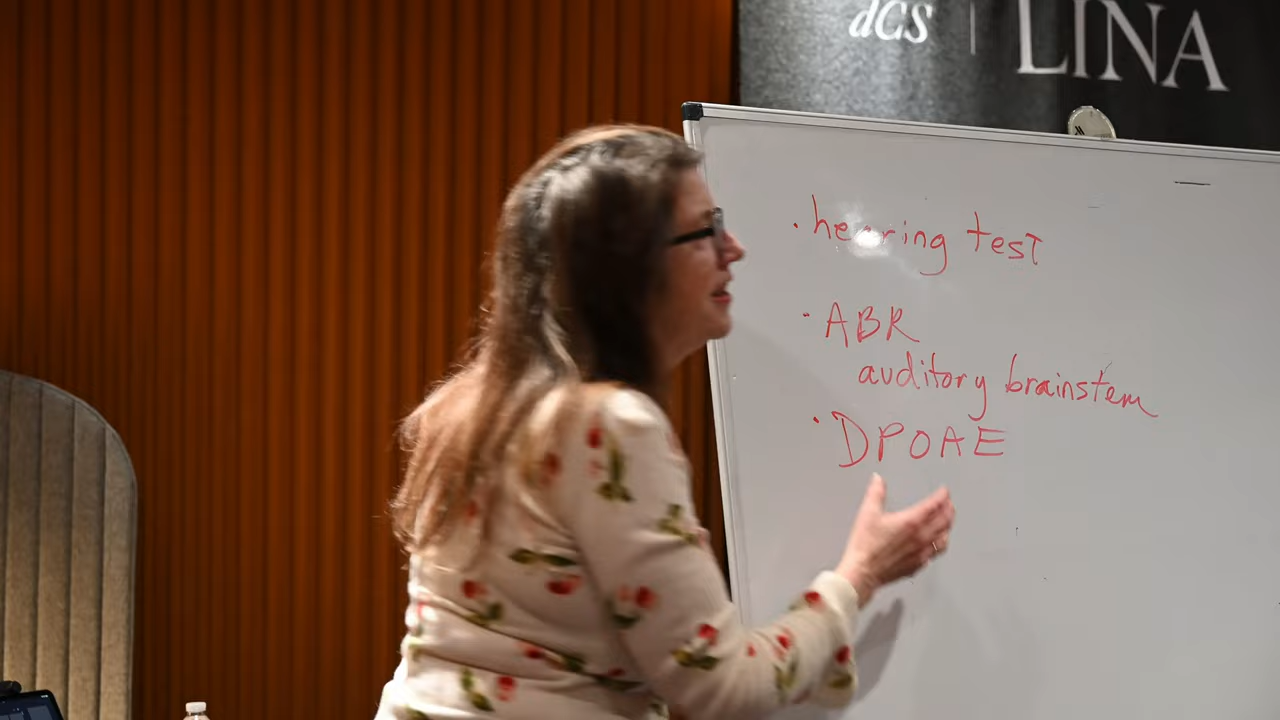 dCS | LINA
· hearing test
· ABR
auditory brainstem
· DPOAE